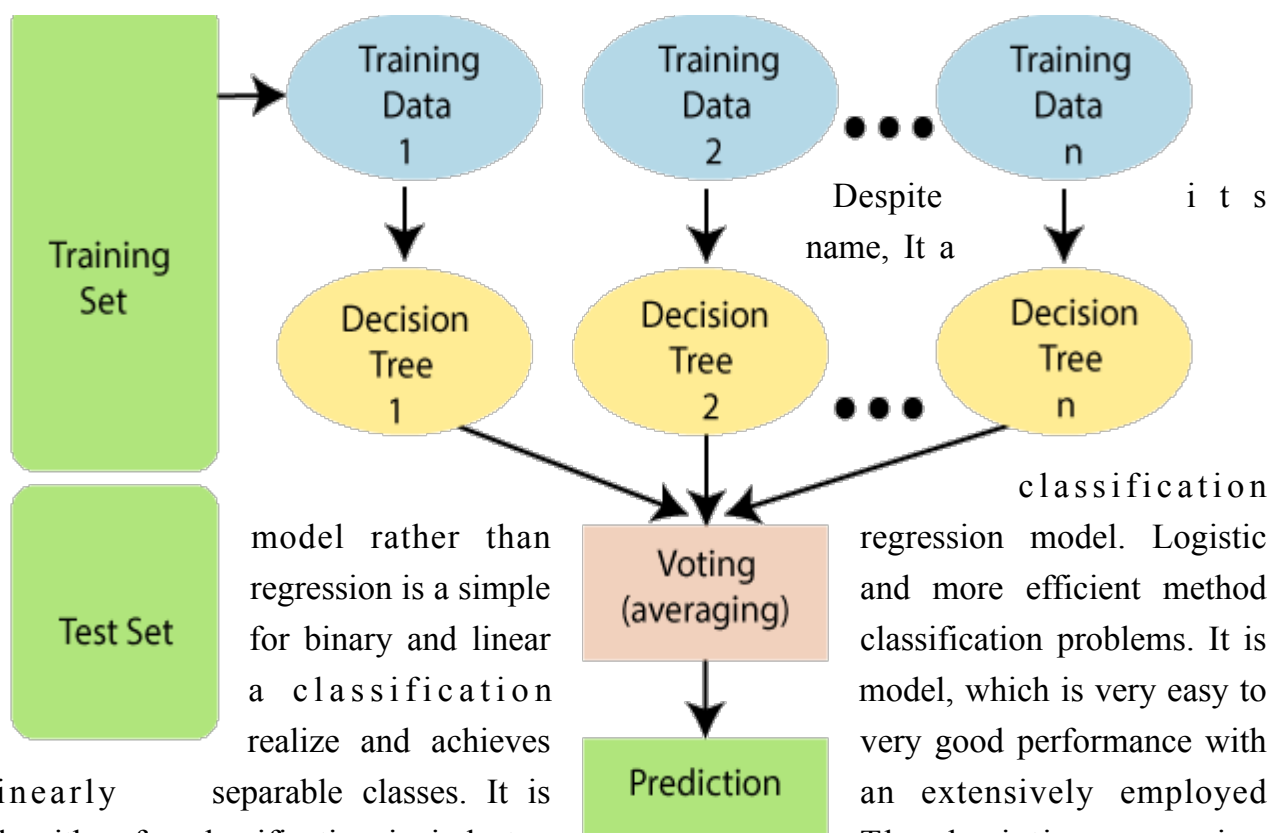 Training
Data
1
Training
Data
2
Training
Data
n
Training
Set
Despite i t s
name, It a
Decision
Tree
1
Decision
Tree
2
Decision
Tree
n
classification
model rather than regression model. Logistic
regression is a simple and more efficient method
for binary and linear classification problems. It is
a classification model, which is very easy to
realize and achieves very good performance with
inearly separable classes. It is an extensively employed
Test Set
Voting
(averaging)
Prediction